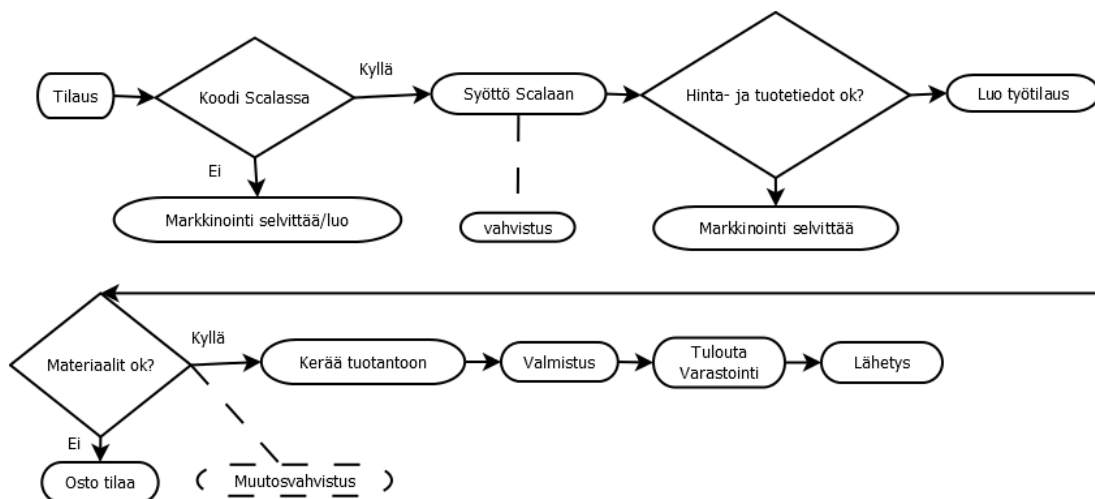 Tilaus
Koodi Scalassa
Kyllä
Syöttö Scalaan
Hinta- ja tuotetiedot ok?
Luo työtilaus
Ei
Markkinointi selvittää/luo
vahvistus
Markkinointi selvittää
Materiaalit ok?
Kyllä
Kerää tuotantoon
Valmistus
Tulouta
Varastointi
Lähetys
Ei
Osto tilaa
Muutosvahvistus